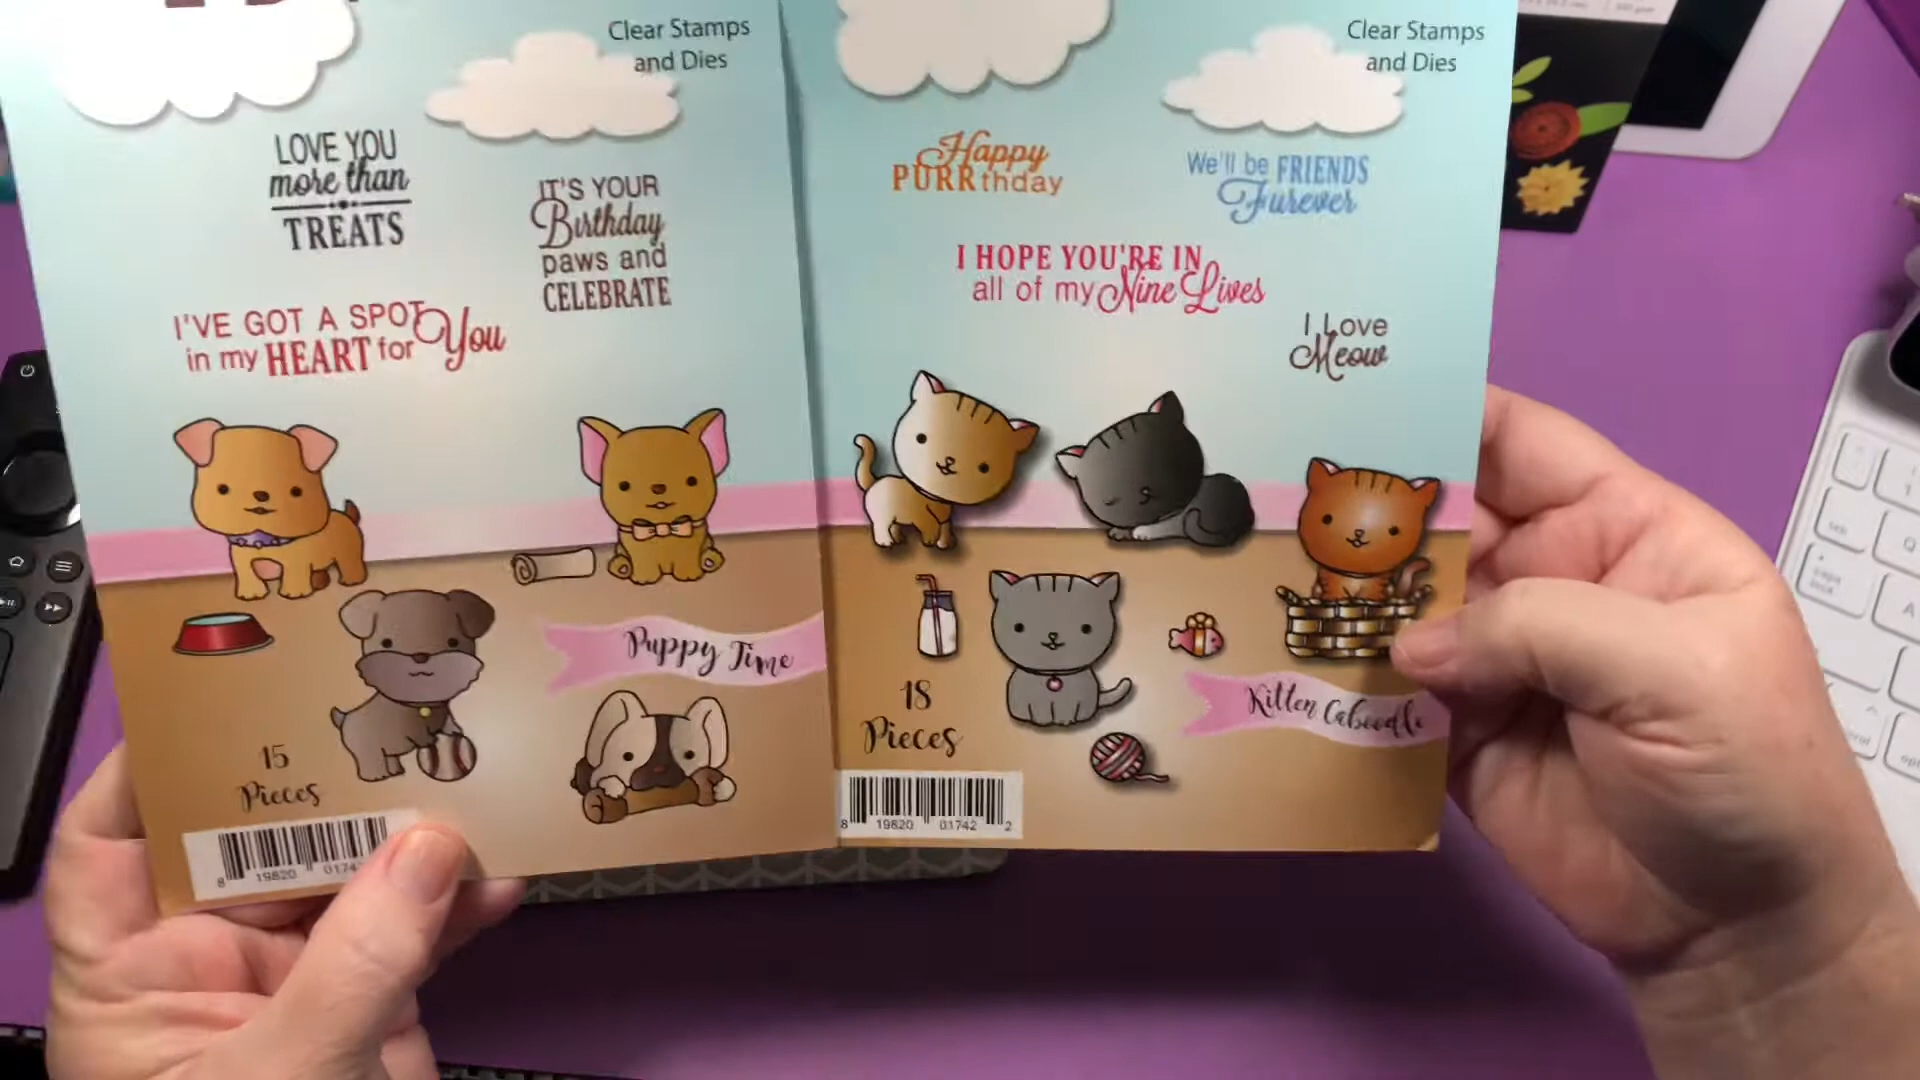 Clear Stamps
and Dies
LOVE YOU
more than
TREATS
IT'S YOUR
Birthday
paws and
CELEBRATE
I'VE GOT A SPOT
in my HEART for You
Puppy Time
15
Pieces
8 19820 0174
Clear Stamps
and Dies
Happy
PURRthday
We'll be FRIENDS
Furever
I HOPE YOU'RE IN
all of my Nine Lives
I Love
Meow
18
Pieces
Kitten Caboodle
8 19820 01742 2